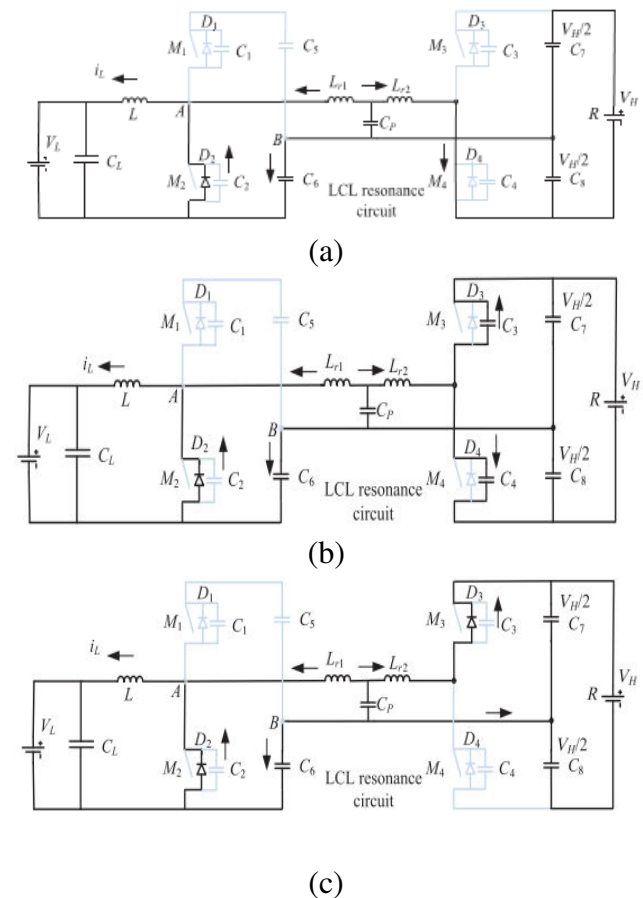 D1 D3 VH/2
M1 C1 C5 M3 C3 C7
iL Lr1 Lr2 VH
L A CP R
VL B
CL D2 D4 VH/2
M2 C2 C6 LCL resonance M4 C4 C8
circuit
(a)
D1 D3 VH/2
M1 C1 C5 M3 C3 C7
iL Lr1 Lr2
L A CP R VH
VL B
CL D2 D4 VH/2
M2 C2 C6 LCL resonance M4 C4 C8
circuit
(b)
D1 D3 VH/2
M1 C1 C5 M3 C3 C7
iL Lr1 Lr2
L A CP R VH
VL B
CL D2 D4 VH/2
M2 C2 C6 LCL resonance M4 C4 C8
circuit
(c)